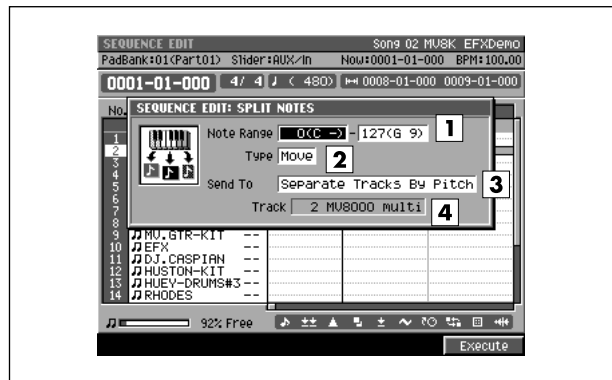 SEQUENCE EDIT Song 02 MV8K EFXDemo
PadBank:01(Part01) Slider:AUX/In Now:0001-01-000 BPM:100.00
0001-01-000 4/ 4 ♩ ( 480) 0008-01-000 0009-01-000
No.
SEQUENCE EDIT: SPLIT NOTES
Note Range 0(C -)-127(G 9) 1
Type Move 2
Send To Separate Tracks By Pitch 3
Track 2 MV8000 multi 4
1
2
3
4
5
6
7
8
9 MV.GTR-KIT --
10 EFX --
11 DJ.CASPIAN --
12 HUSTON-KIT --
13 HUEY-DRUMS#3 --
14 RHODES --
92% Free
Execute